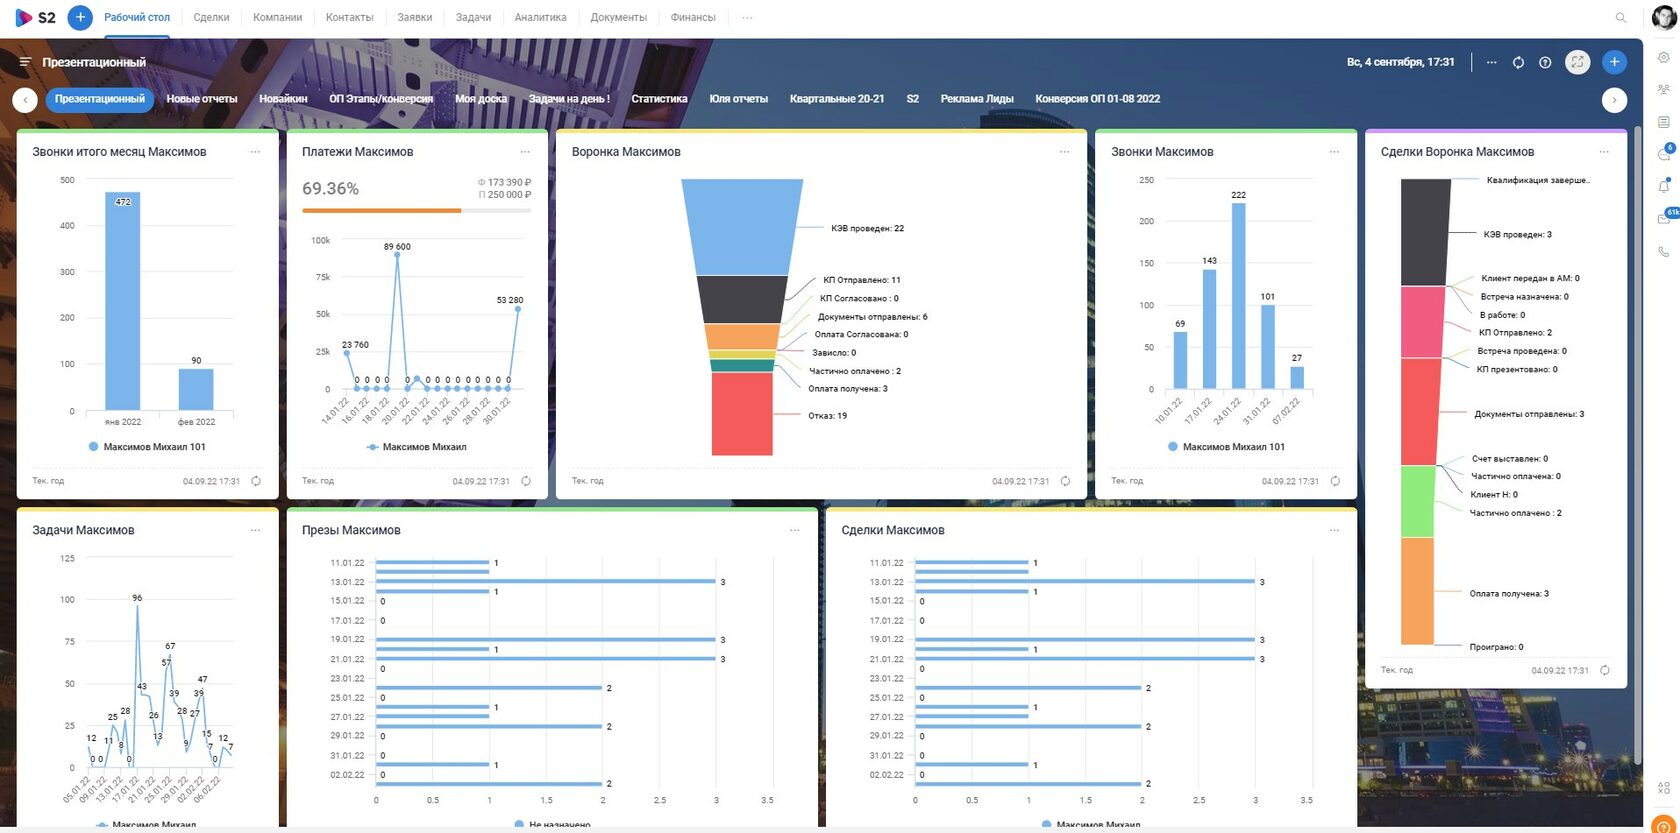 S2 Рабочий стол Сделки Компании Контакты Заявки Задачи Аналитика Документы Финансы
Презентационный
Вс, 4 сентября, 17:31
Презентационный Новые отчеты Новайкин ОП Этапы/конверсия Моя доска Задачи на день ! Статистика Юля отчеты Квартальные 20-21 S2 Реклама Лиды Конверсия ОП 01-08 2022
6
61k
Звонки итого месяц Максимов
500
400
300
200
100
0
472
90
янв 2022 фев 2022
Максимов Михаил 101
Тек. год 04.09.22 17:31
Платежи Максимов
69.36%
Ф 173 390 ₽
П 250 000 ₽
100k
75k
50k
25k
0
89 600
53 280
23 760
0 0 0 0 0 0 0 0 0 0 0 0 0 0
14.01.22 16.01.22 18.01.22 20.01.22 22.01.22 24.01.22 26.01.22 28.01.22 30.01.22
Максимов Михаил
Тек. год 04.09.22 17:31
Воронка Максимов
КЭВ проведен: 22
КП Отправлено: 11
КП Согласовано : 0
Документы отправлены: 6
Оплата Согласована: 0
Зависло: 0
Частично оплачено : 2
Оплата получена: 3
Отказ: 19
Тек. год 04.09.22 17:31
Звонки Максимов
250
200
150
100
50
0
69
143
222
101
27
10.01.22 17.01.22 24.01.22 31.01.22 07.02.22
Максимов Михаил 101
Тек. год 04.09.22 17:31
Сделки Воронка Максимов
Квалификация заверше..
КЭВ проведен: 3
Клиент передан в АМ: 0
Встреча назначена: 0
В работе: 0
КП Отправлено: 2
Встреча проведена: 0
КП презентовано: 0
Документы отправлены: 3
Счет выставлен: 0
Частично оплачена: 0
Клиент Н: 0
Частично оплачено : 2
Оплата получена: 3
Проиграно: 0
Тек. год 04.09.22 17:31
Задачи Максимов
125
100
75
50
25
0
12 0 0 11 25 8 28 0 96 43 26 13 57 67 39 28 9 27 39 47 15 7 0 12 7
05.01.22 09.01.22 13.01.22 17.01.22 21.01.22 25.01.22 29.01.22 02.02.22 06.02.22
Максимов Михаил
Презы Максимов
11.01.22 1
13.01.22 3
1
15.01.22 0
17.01.22 0
19.01.22 3
1
21.01.22 3
0
23.01.22
2
25.01.22 0
1
27.01.22
2
29.01.22 0
31.01.22 0
1
02.02.22 0
2
0 0.5 1 1.5 2 2.5 3 3.5
Не назначено
Сделки Максимов
11.01.22 1
13.01.22 3
1
15.01.22 0
17.01.22 0
19.01.22 3
1
21.01.22 3
0
23.01.22
2
25.01.22 0
1
27.01.22
2
29.01.22 0
31.01.22 0
1
02.02.22 0
2
0 0.5 1 1.5 2 2.5 3 3.5
Максимов Михаил